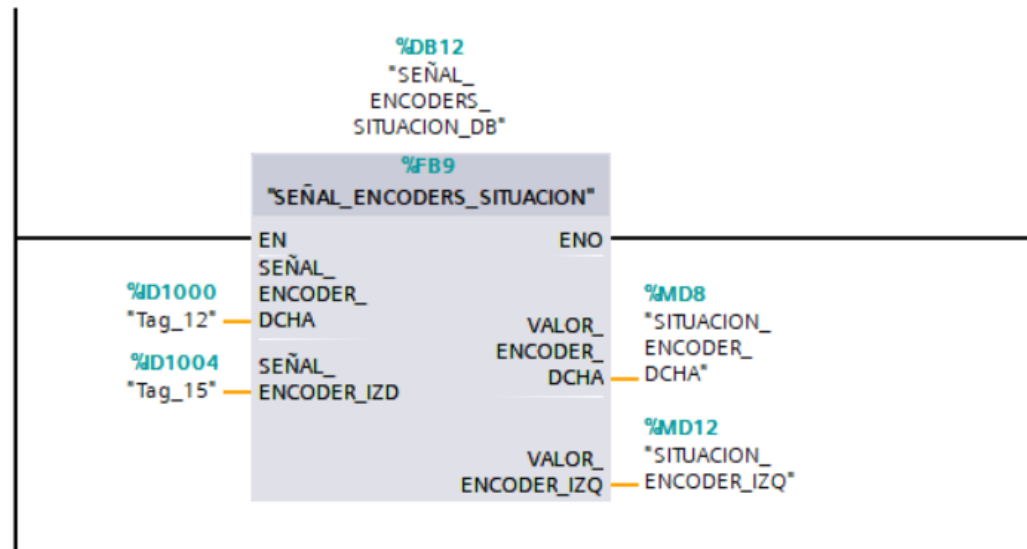 %DB12
"SEÑAL_
ENCODERS_
SITUACION_DB"
%FB9
"SEÑAL_ENCODERS_SITUACION"
EN
ENO
%ID1000
"Tag_12"
SEÑAL_
ENCODER_
DCHA
%ID1004
"Tag_15"
SEÑAL_
ENCODER_IZD
VALOR_
ENCODER_
DCHA
%MD8
"SITUACION_
ENCODER_
DCHA"
VALOR_
ENCODER_IZQ
%MD12
"SITUACION_
ENCODER_IZQ"